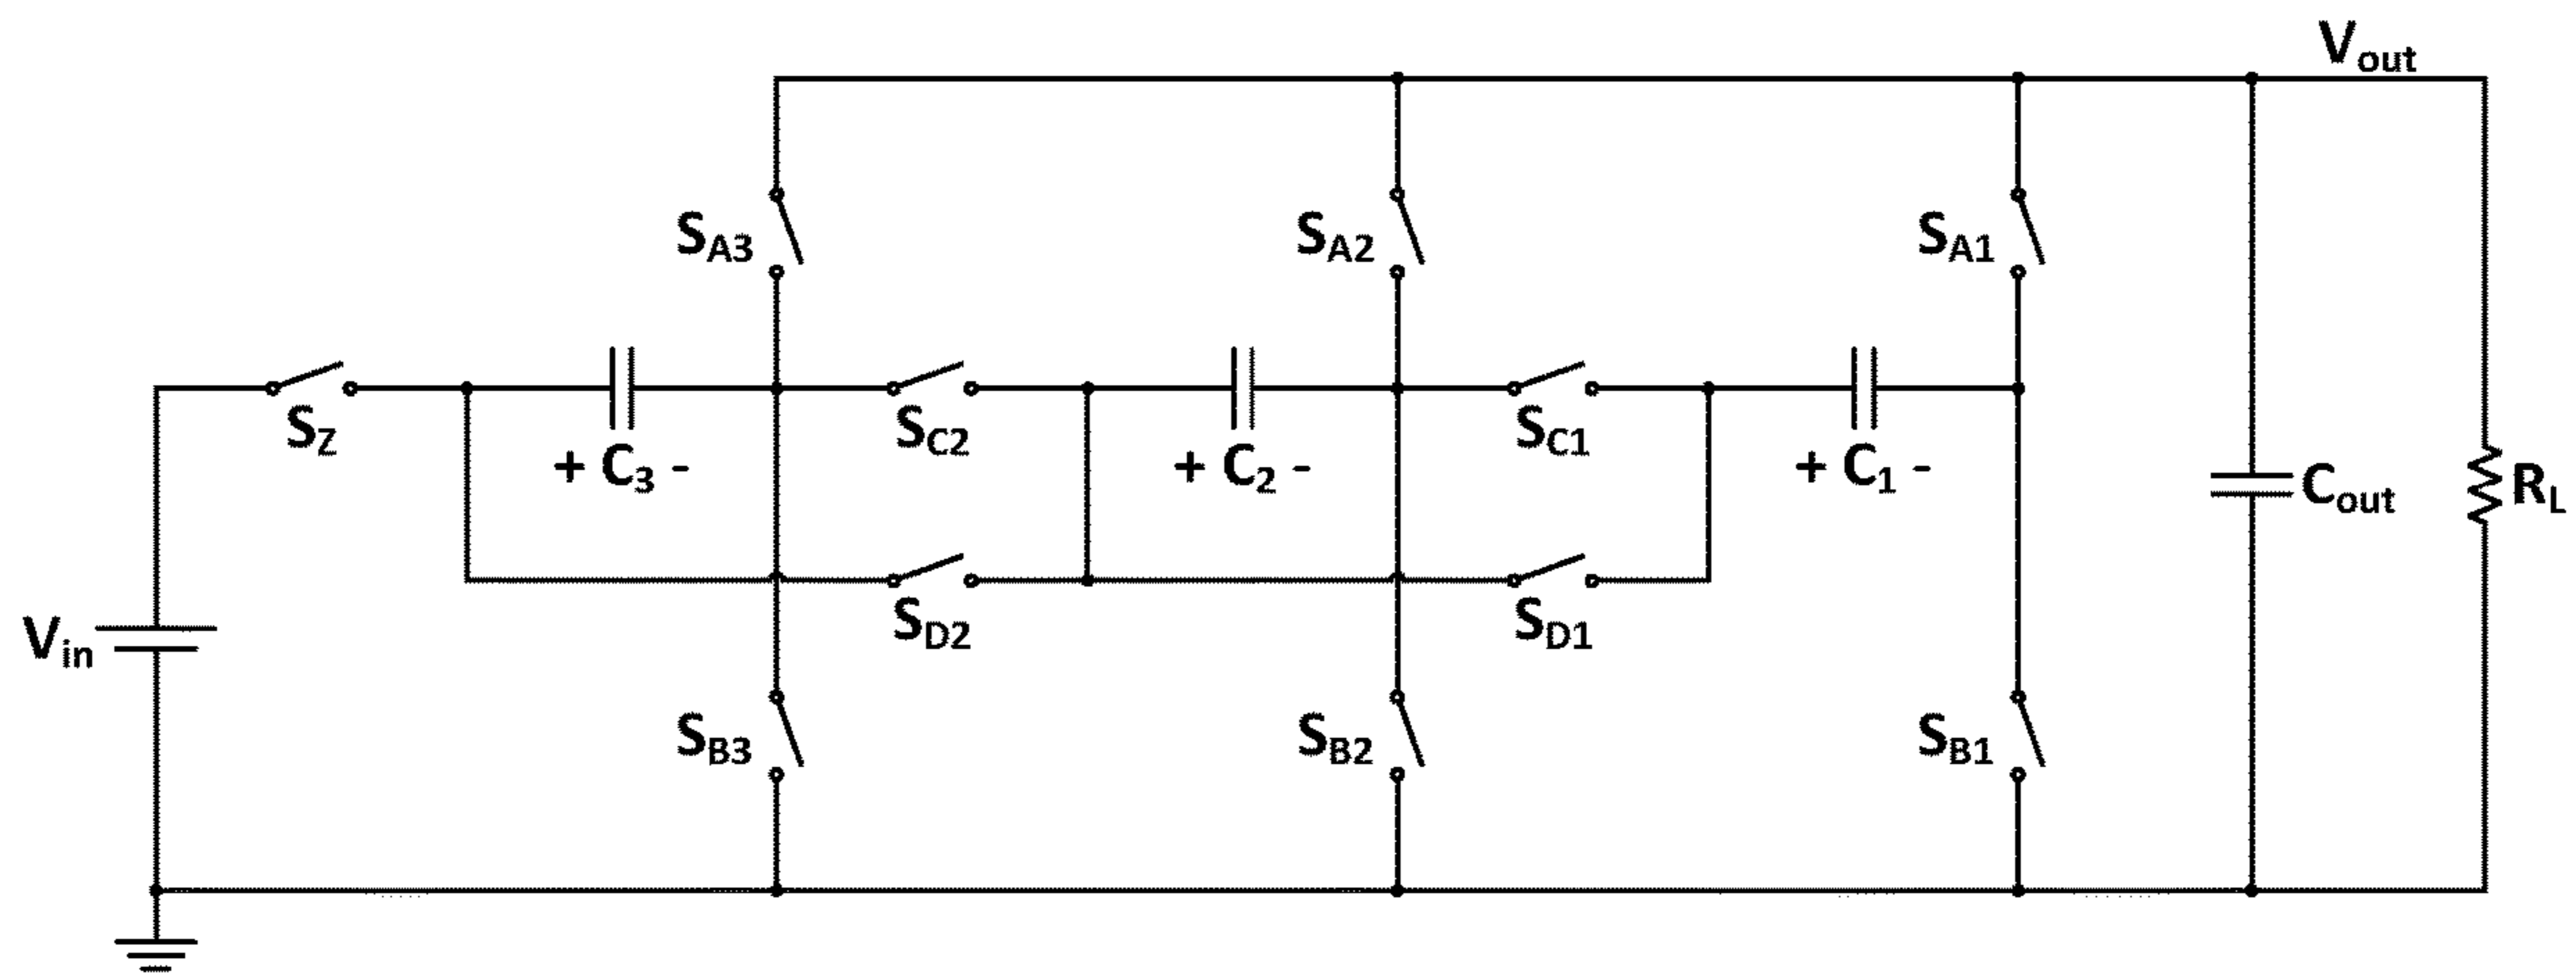 Vout
SA3 SA2 SA1
SZ SC2 SC1
+ C3 - + C2 - + C1 - Cout RL
Vin SD2 SD1
SB3 SB2 SB1